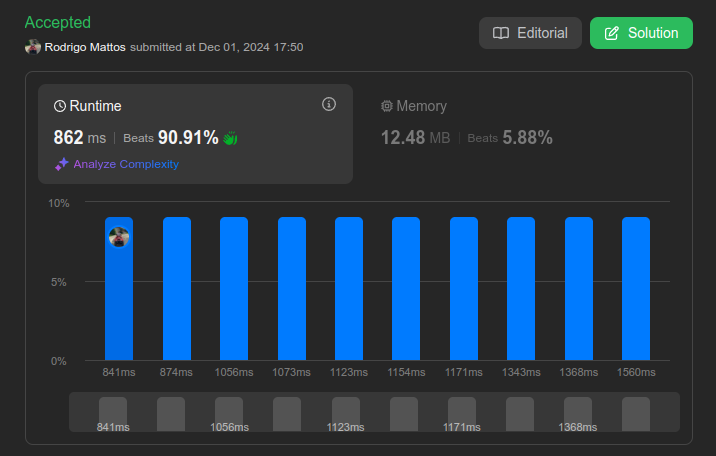 Accepted
Rodrigo Mattos submitted at Dec 01, 2024 17:50
Editorial
Solution
Runtime
862 ms | Beats 90.91%
Analyze Complexity
Memory
12.48 MB | Beats 5.88%
10%
5%
0%
841ms 874ms 1056ms 1073ms 1123ms 1154ms 1171ms 1343ms 1368ms 1560ms
841ms 1056ms 1123ms 1171ms 1368ms